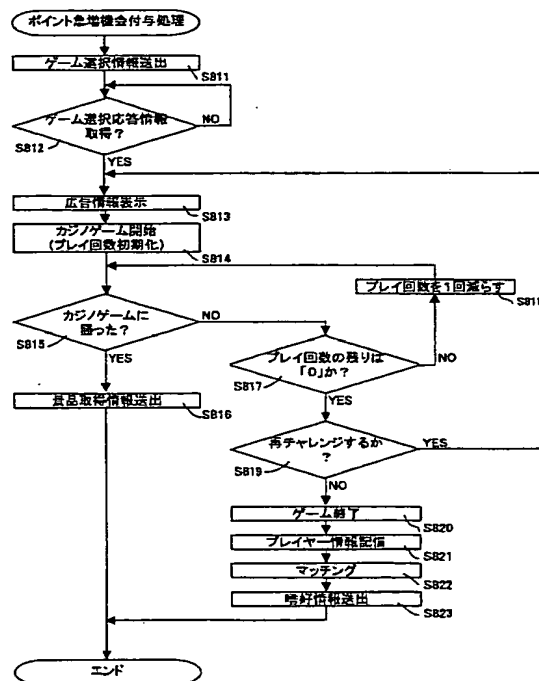 ポイント急増機会付与処理
ゲーム選択情報送出
S811
ゲーム選択応答情報
取得？
NO
S812
YES
広告情報表示
S813
カジノゲーム開始
(プレイ回数初期化)
S814
プレイ回数を1回減らす
カジノゲームに
勝った？
NO
S815
YES
プレイ回数の残りは
「0」か？
NO
S817
YES
景品取得情報送出
S816
再チャレンジするか
？
YES
S819
NO
ゲーム終了
S820
プレイヤー情報配信
S821
マッチング
S822
嗜好情報送出
S823
エンド